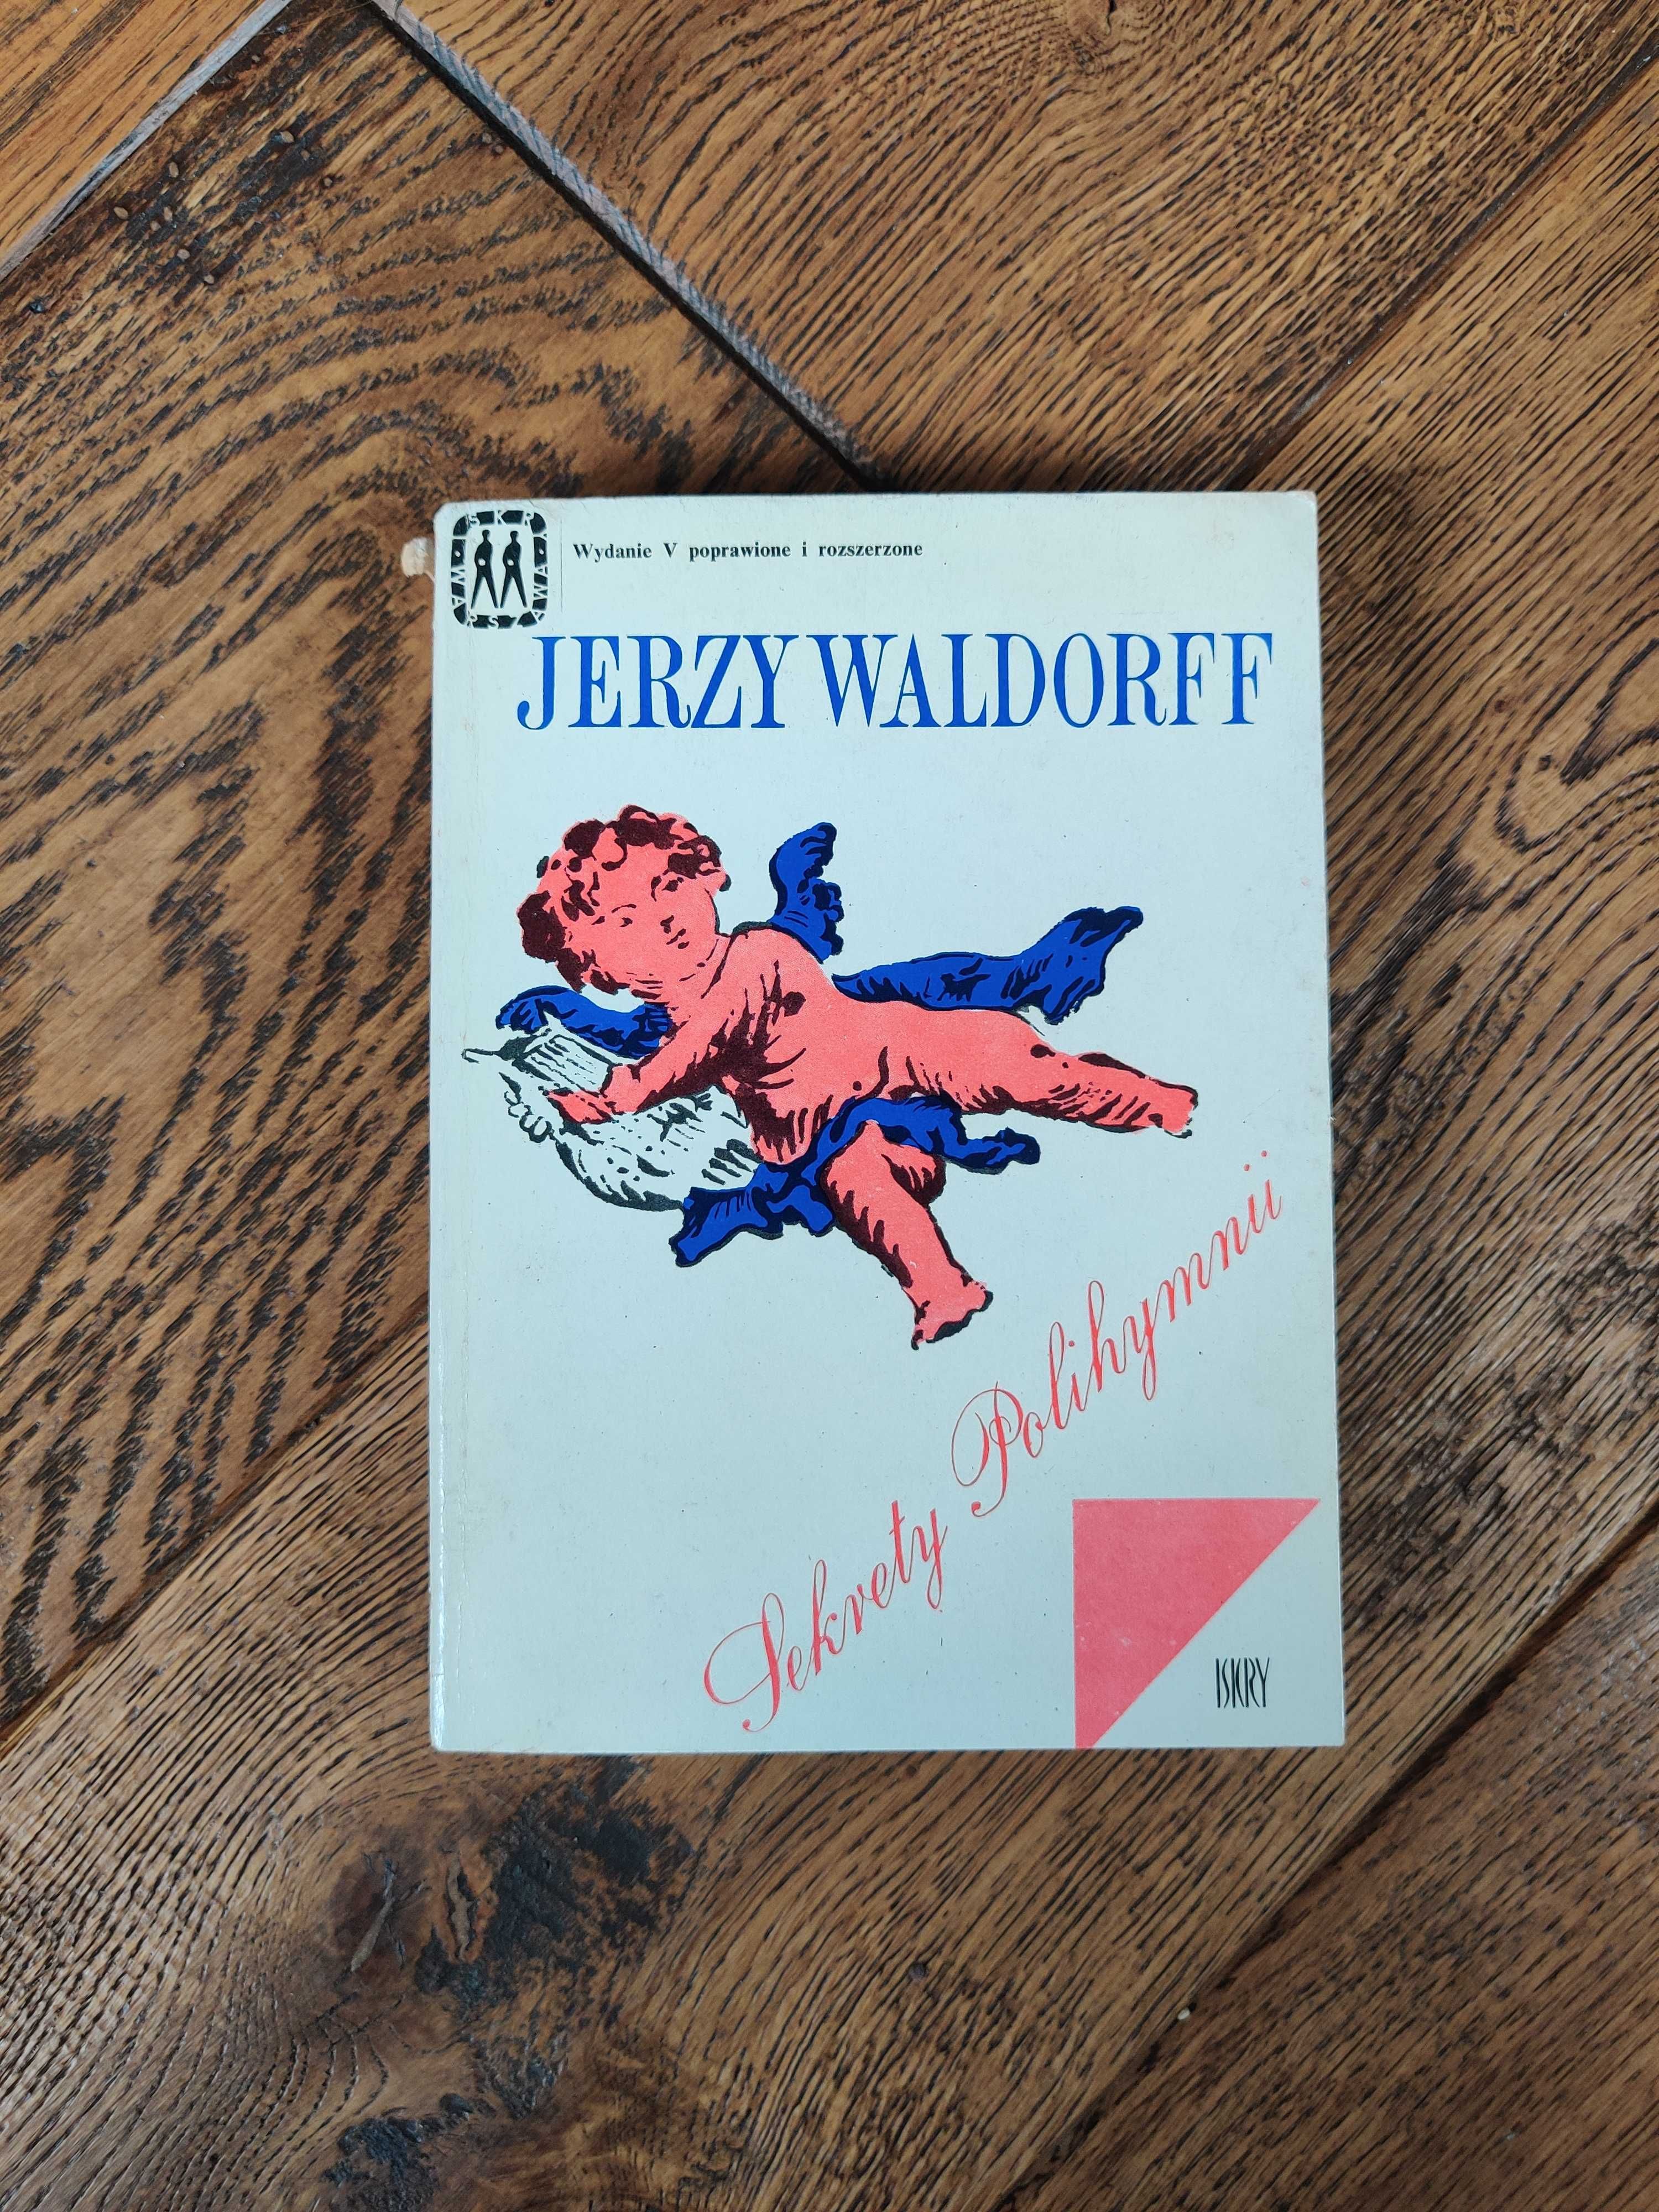 Wydanie V poprawione i rozszerzone
JERZY WALDORFF
Sekrety Polihymnii
ISKRY